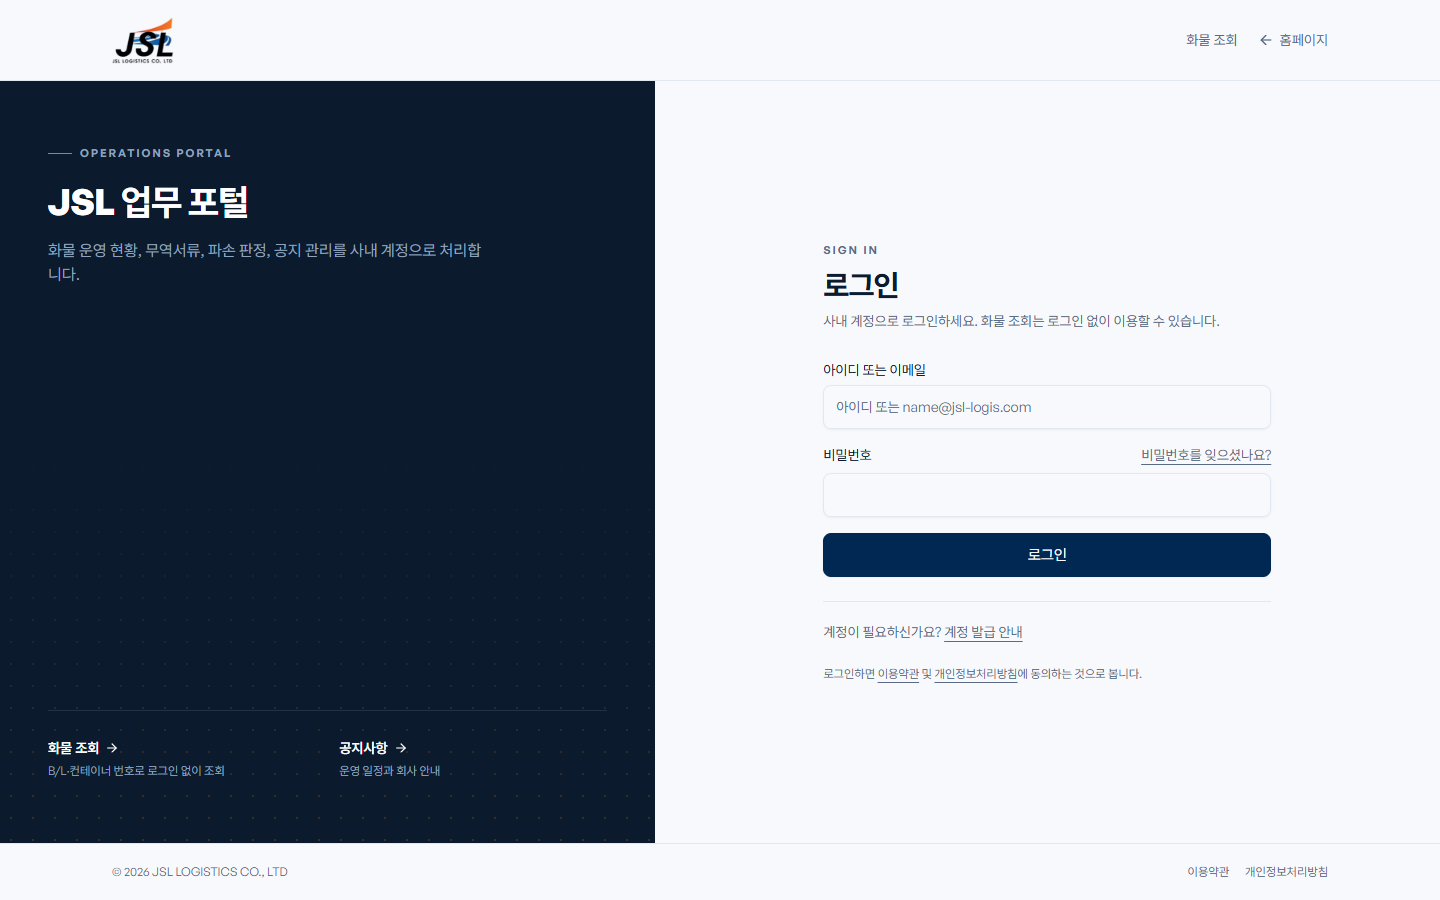 JSL
JSL LOGISTICS CO. LTD
화물 조회
홈페이지
OPERATIONS PORTAL
JSL 업무 포털
화물 운영 현황, 무역서류, 파손 판정, 공지 관리를 사내 계정으로 처리합
니다.
화물 조회
B/L·컨테이너 번호로 로그인 없이 조회
공지사항
운영 일정과 회사 안내
SIGN IN
로그인
사내 계정으로 로그인하세요. 화물 조회는 로그인 없이 이용할 수 있습니다.
아이디 또는 이메일
아이디 또는 name@jsl-logis.com
비밀번호
비밀번호를 잊으셨나요?
로그인
계정이 필요하신가요? 계정 발급 안내
로그인하면 이용약관 및 개인정보처리방침에 동의하는 것으로 봅니다.
© 2026 JSL LOGISTICS CO., LTD
이용약관
개인정보처리방침